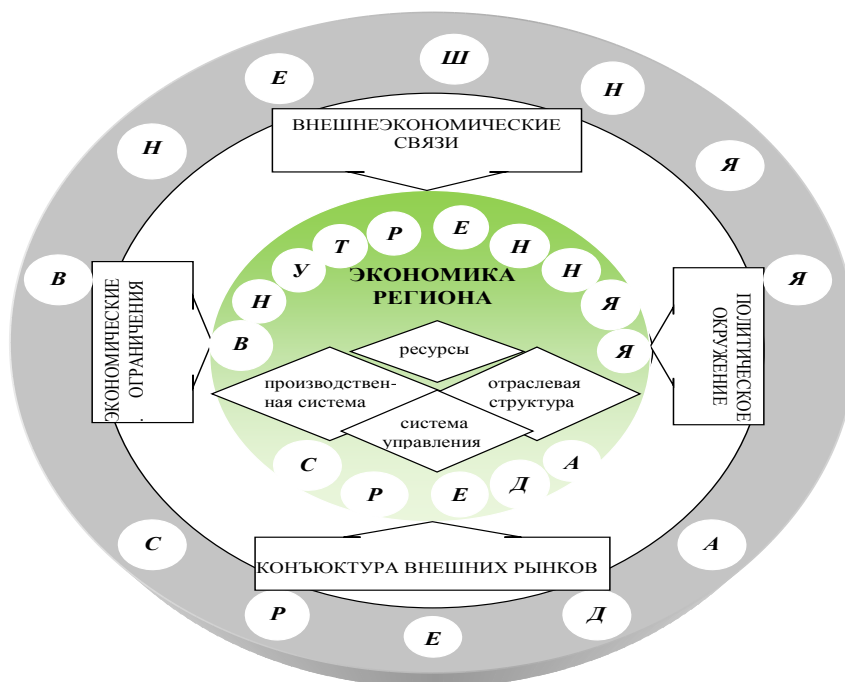 В Н Е Ш Н Я Я
ВНЕШНЕЭКОНОМИЧЕСКИЕ
СВЯЗИ
ЭКОНОМИЧЕСКИЕ
ОГРАНИЧЕНИЯ
.
В Н У Т Р Е Н Н Я Я
ЭКОНОМИКА
РЕГИОНА
ПОЛИТИЧЕСКОЕ
ОКРУЖЕНИЕ
ресурсы
производствен-
ная система
отраслевая
структура
система
управления
С Р Е Д А
КОНЪЮКТУРА ВНЕШНИХ РЫНКОВ
С Р Е Д А